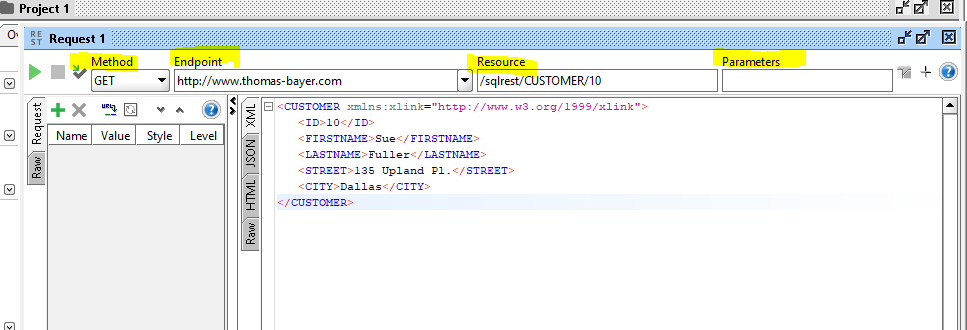 Project 1
RE ST Request 1
Method Endpoint Resource Parameters
GET http://www.thomas-bayer.com /sqlrest/CUSTOMER/10
Request
Raw
Name Value Style Level
XML
JSON
HTML
Raw
<CUSTOMER xmlns:xlink="http://www.w3.org/1999/xlink">
<ID>10</ID>
<FIRSTNAME>Sue</FIRSTNAME>
<LASTNAME>Fuller</LASTNAME>
<STREET>135 Upland Pl.</STREET>
<CITY>Dallas</CITY>
</CUSTOMER>